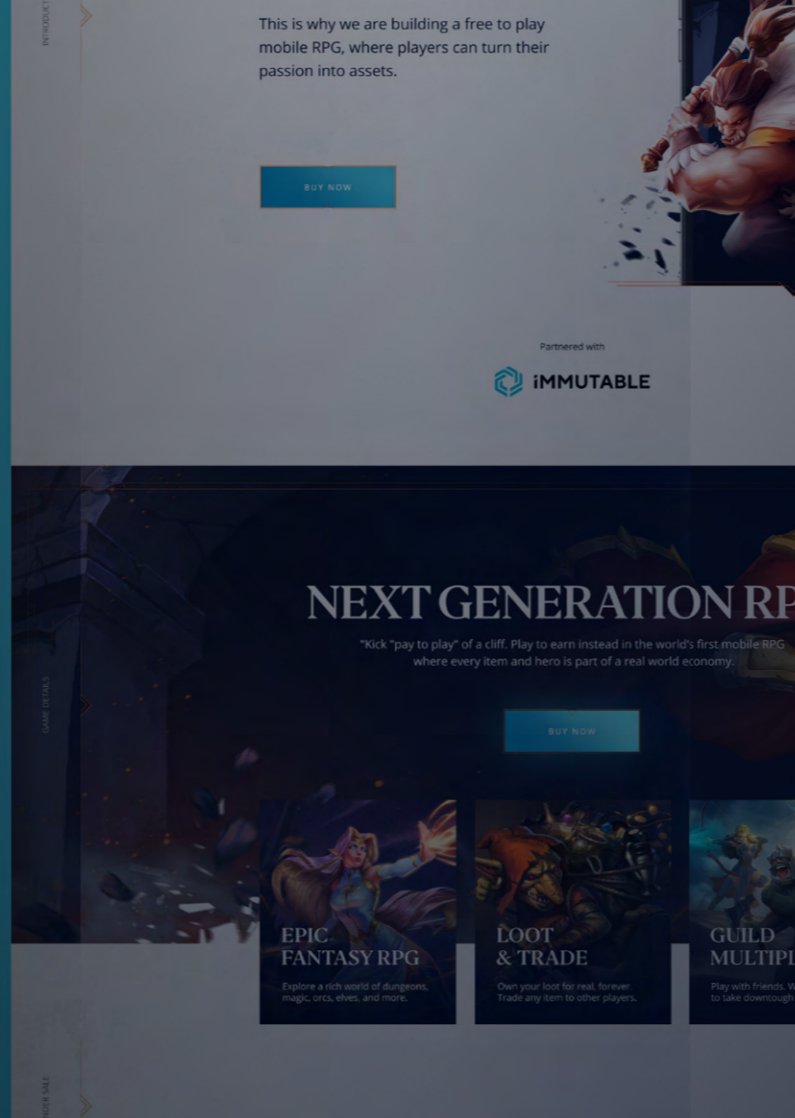 INTRODUCT
This is why we are building a free to play
mobile RPG, where players can turn their
passion into assets.
BUY NOW
Partnered with
iMMUTABLE
NEXT GENERATION RP
"Kick "pay to play" of a cliff. Play to earn instead in the world's first mobile RPG
where every item and hero is part of a real world economy.
GAME DETAILS
BUY NOW
EPIC
FANTASY RPG
Explore a rich world of dungeons,
magic, orcs, elves, and more.
LOOT
& TRADE
Own your loot for real, forever.
Trade any item to other players.
GUILD
MULTIPL
Play with friends. W
to take downtough
NDER SALE